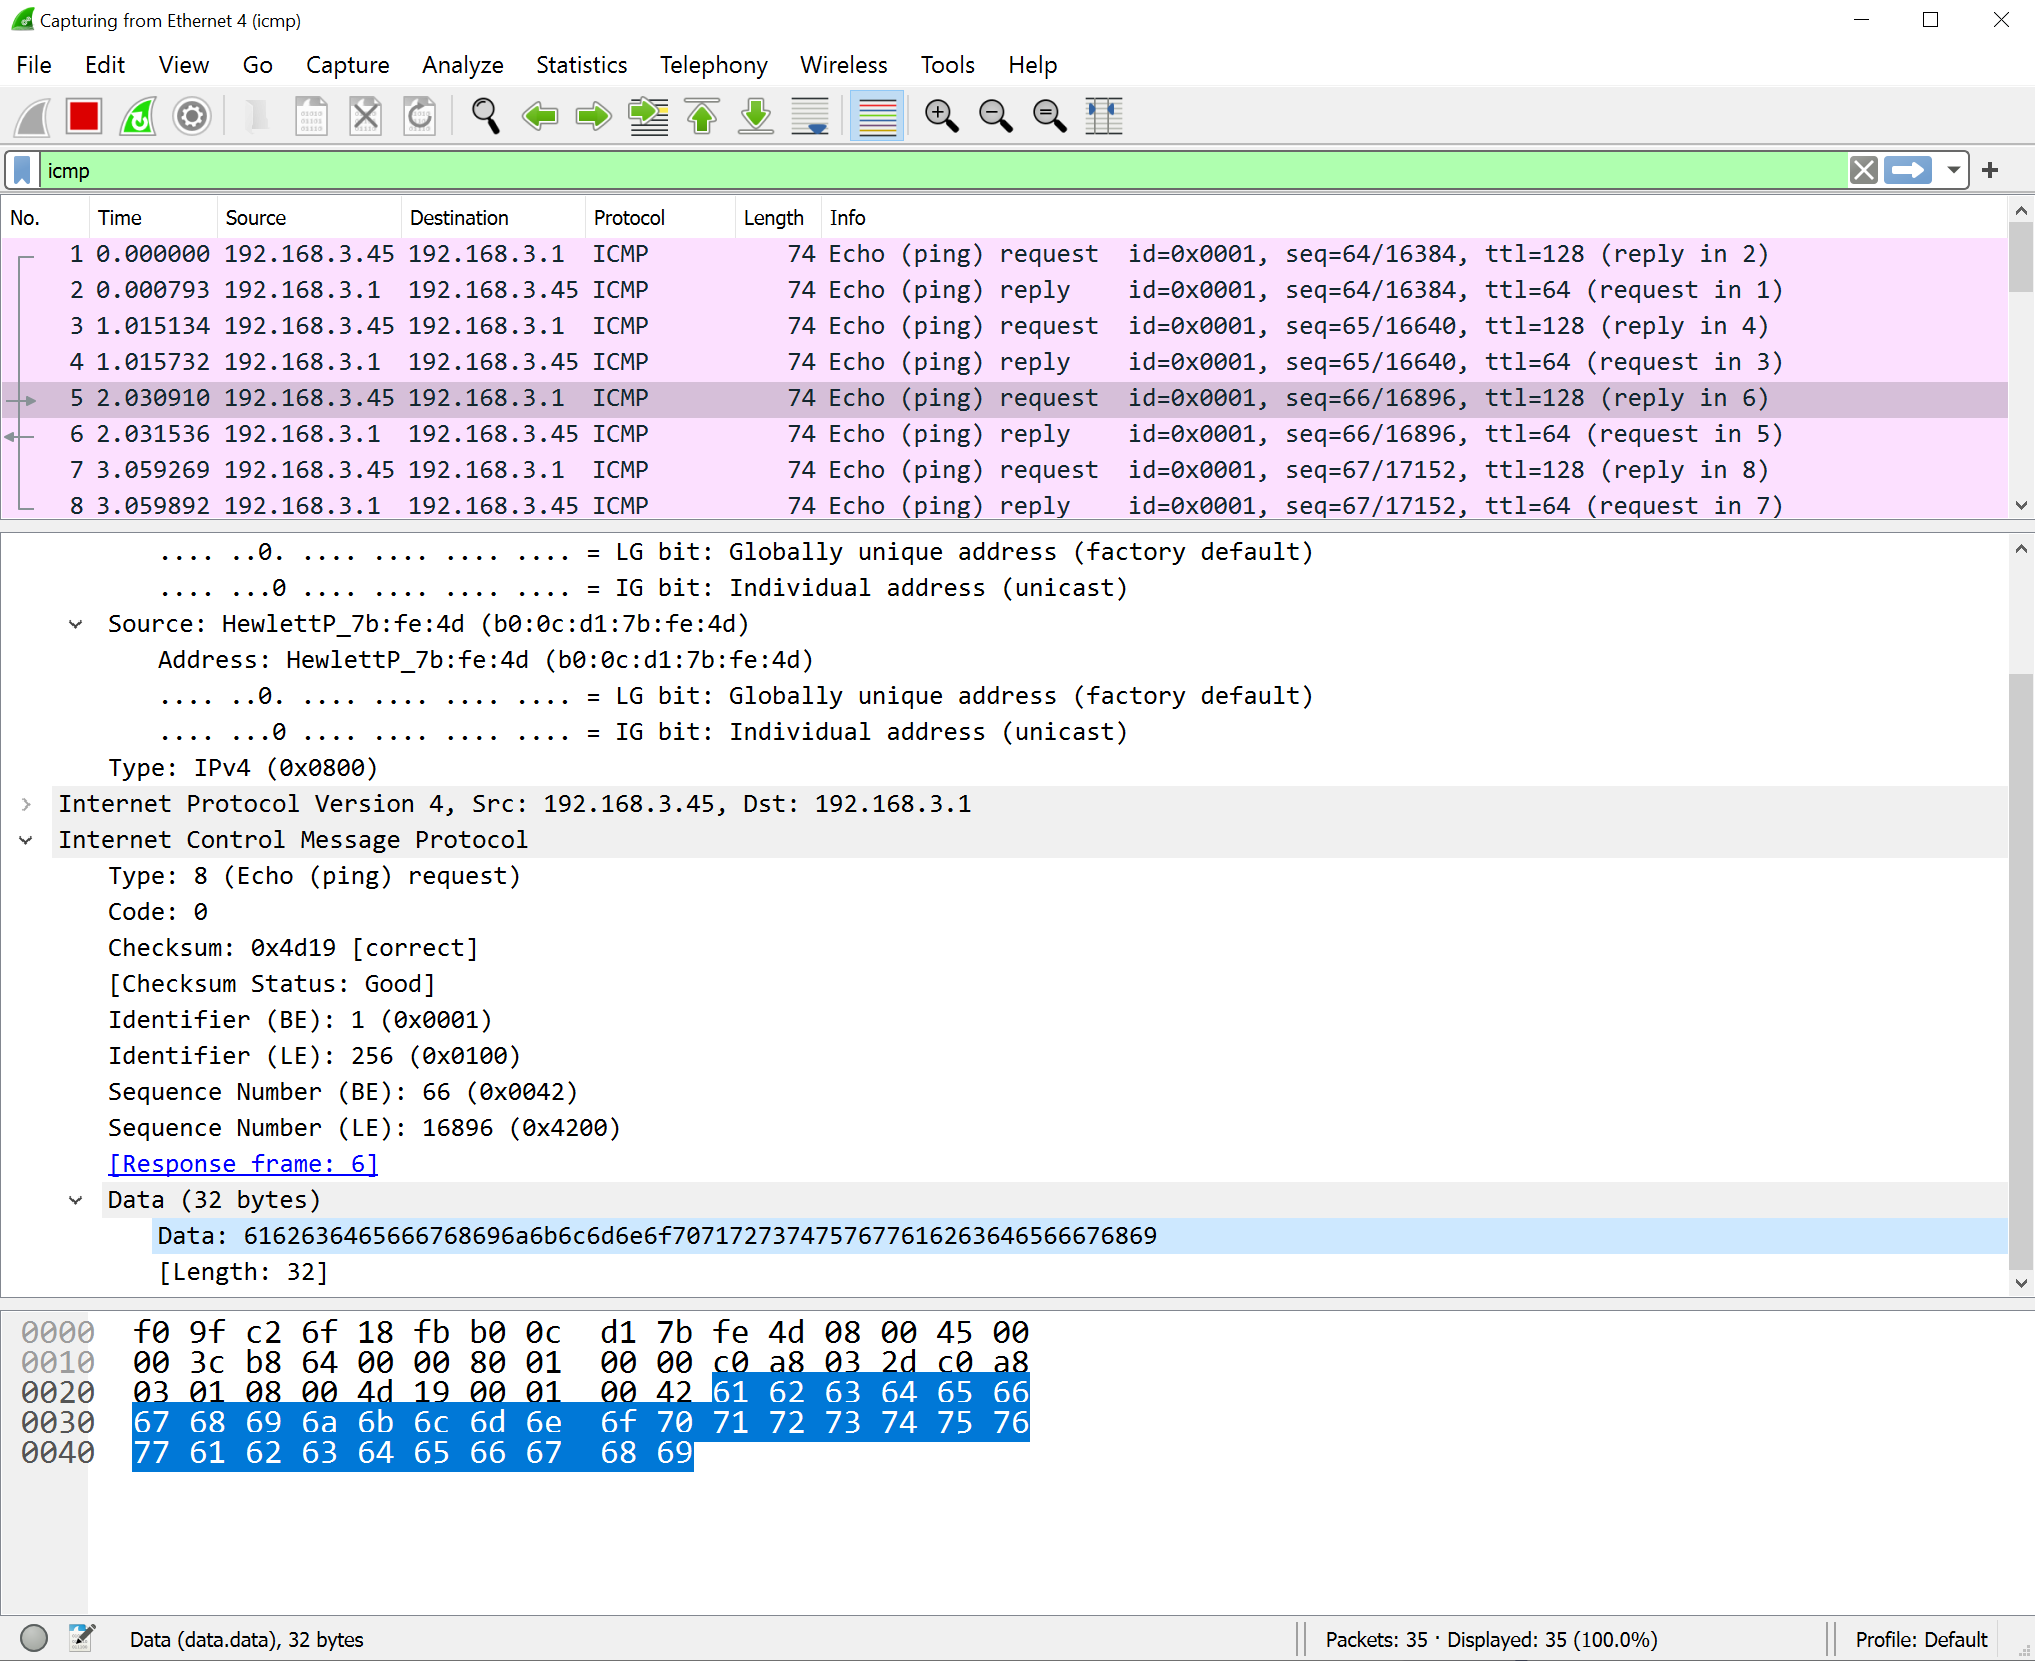 Capturing from Ethernet 4 (icmp)
File Edit View Go Capture Analyze Statistics Telephony Wireless Tools Help
icmp
No. Time Source Destination Protocol Length Info
1 0.000000 192.168.3.45 192.168.3.1 ICMP 74 Echo (ping) request id=0x0001, seq=64/16384, ttl=128 (reply in 2)
2 0.000793 192.168.3.1 192.168.3.45 ICMP 74 Echo (ping) reply id=0x0001, seq=64/16384, ttl=64 (request in 1)
3 1.015134 192.168.3.45 192.168.3.1 ICMP 74 Echo (ping) request id=0x0001, seq=65/16640, ttl=128 (reply in 4)
4 1.015732 192.168.3.1 192.168.3.45 ICMP 74 Echo (ping) reply id=0x0001, seq=65/16640, ttl=64 (request in 3)
5 2.030910 192.168.3.45 192.168.3.1 ICMP 74 Echo (ping) request id=0x0001, seq=66/16896, ttl=128 (reply in 6)
6 2.031536 192.168.3.1 192.168.3.45 ICMP 74 Echo (ping) reply id=0x0001, seq=66/16896, ttl=64 (request in 5)
7 3.059269 192.168.3.45 192.168.3.1 ICMP 74 Echo (ping) request id=0x0001, seq=67/17152, ttl=128 (reply in 8)
8 3.059892 192.168.3.1 192.168.3.45 ICMP 74 Echo (ping) reply id=0x0001, seq=67/17152, ttl=64 (request in 7)
.... ..0. .... .... .... .... = LG bit: Globally unique address (factory default)
.... ...0 .... .... .... .... = IG bit: Individual address (unicast)
Source: HewlettP_7b:fe:4d (b0:0c:d1:7b:fe:4d)
Address: HewlettP_7b:fe:4d (b0:0c:d1:7b:fe:4d)
.... ..0. .... .... .... .... = LG bit: Globally unique address (factory default)
.... ...0 .... .... .... .... = IG bit: Individual address (unicast)
Type: IPv4 (0x0800)
Internet Protocol Version 4, Src: 192.168.3.45, Dst: 192.168.3.1
Internet Control Message Protocol
Type: 8 (Echo (ping) request)
Code: 0
Checksum: 0x4d19 [correct]
[Checksum Status: Good]
Identifier (BE): 1 (0x0001)
Identifier (LE): 256 (0x0100)
Sequence Number (BE): 66 (0x0042)
Sequence Number (LE): 16896 (0x4200)
[Response frame: 6]
Data (32 bytes)
Data: 6162636465666768696a6b6c6d6e6f7071727374757677616263646566676869
[Length: 32]
0000 f0 9f c2 6f 18 fb b0 0c d1 7b fe 4d 08 00 45 00
0010 00 3c b8 64 00 00 80 01 00 00 c0 a8 03 2d c0 a8
0020 03 01 08 00 4d 19 00 01 00 42 61 62 63 64 65 66
0030 67 68 69 6a 6b 6c 6d 6e 6f 70 71 72 73 74 75 76
0040 77 61 62 63 64 65 66 67 68 69
Data (data.data), 32 bytes
Packets: 35 · Displayed: 35 (100.0%)
Profile: Default